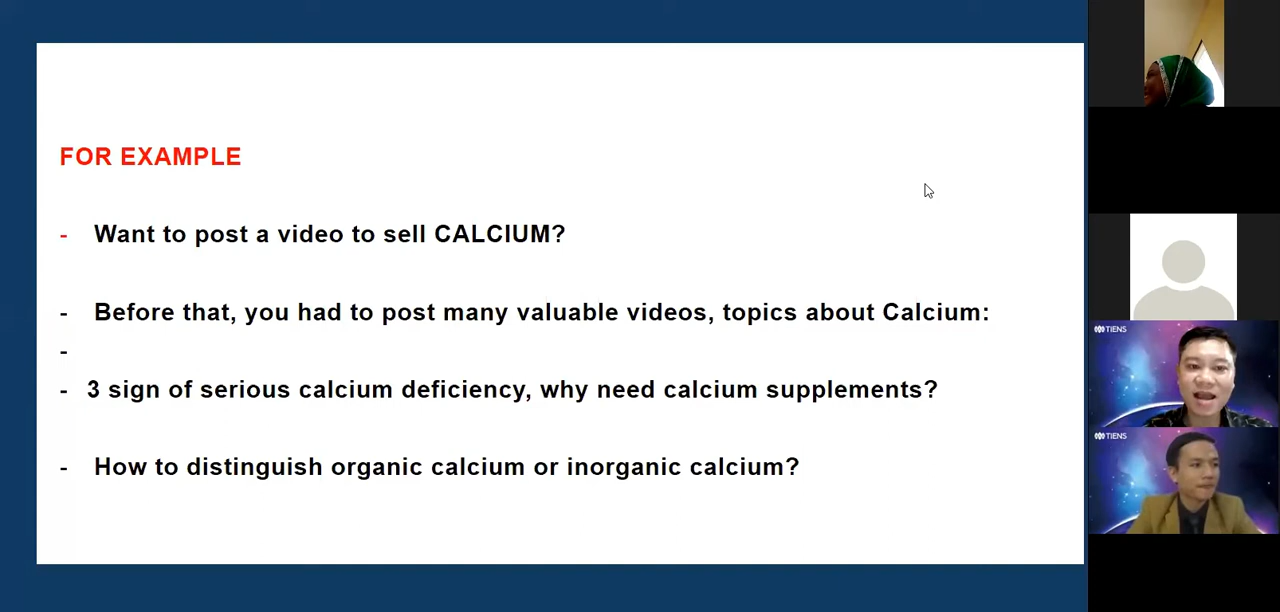 FOR EXAMPLE
- Want to post a video to sell CALCIUM?
- Before that, you had to post many valuable videos, topics about Calcium:
-
- 3 sign of serious calcium deficiency, why need calcium supplements?
- How to distinguish organic calcium or inorganic calcium?
TIENS
TIENS